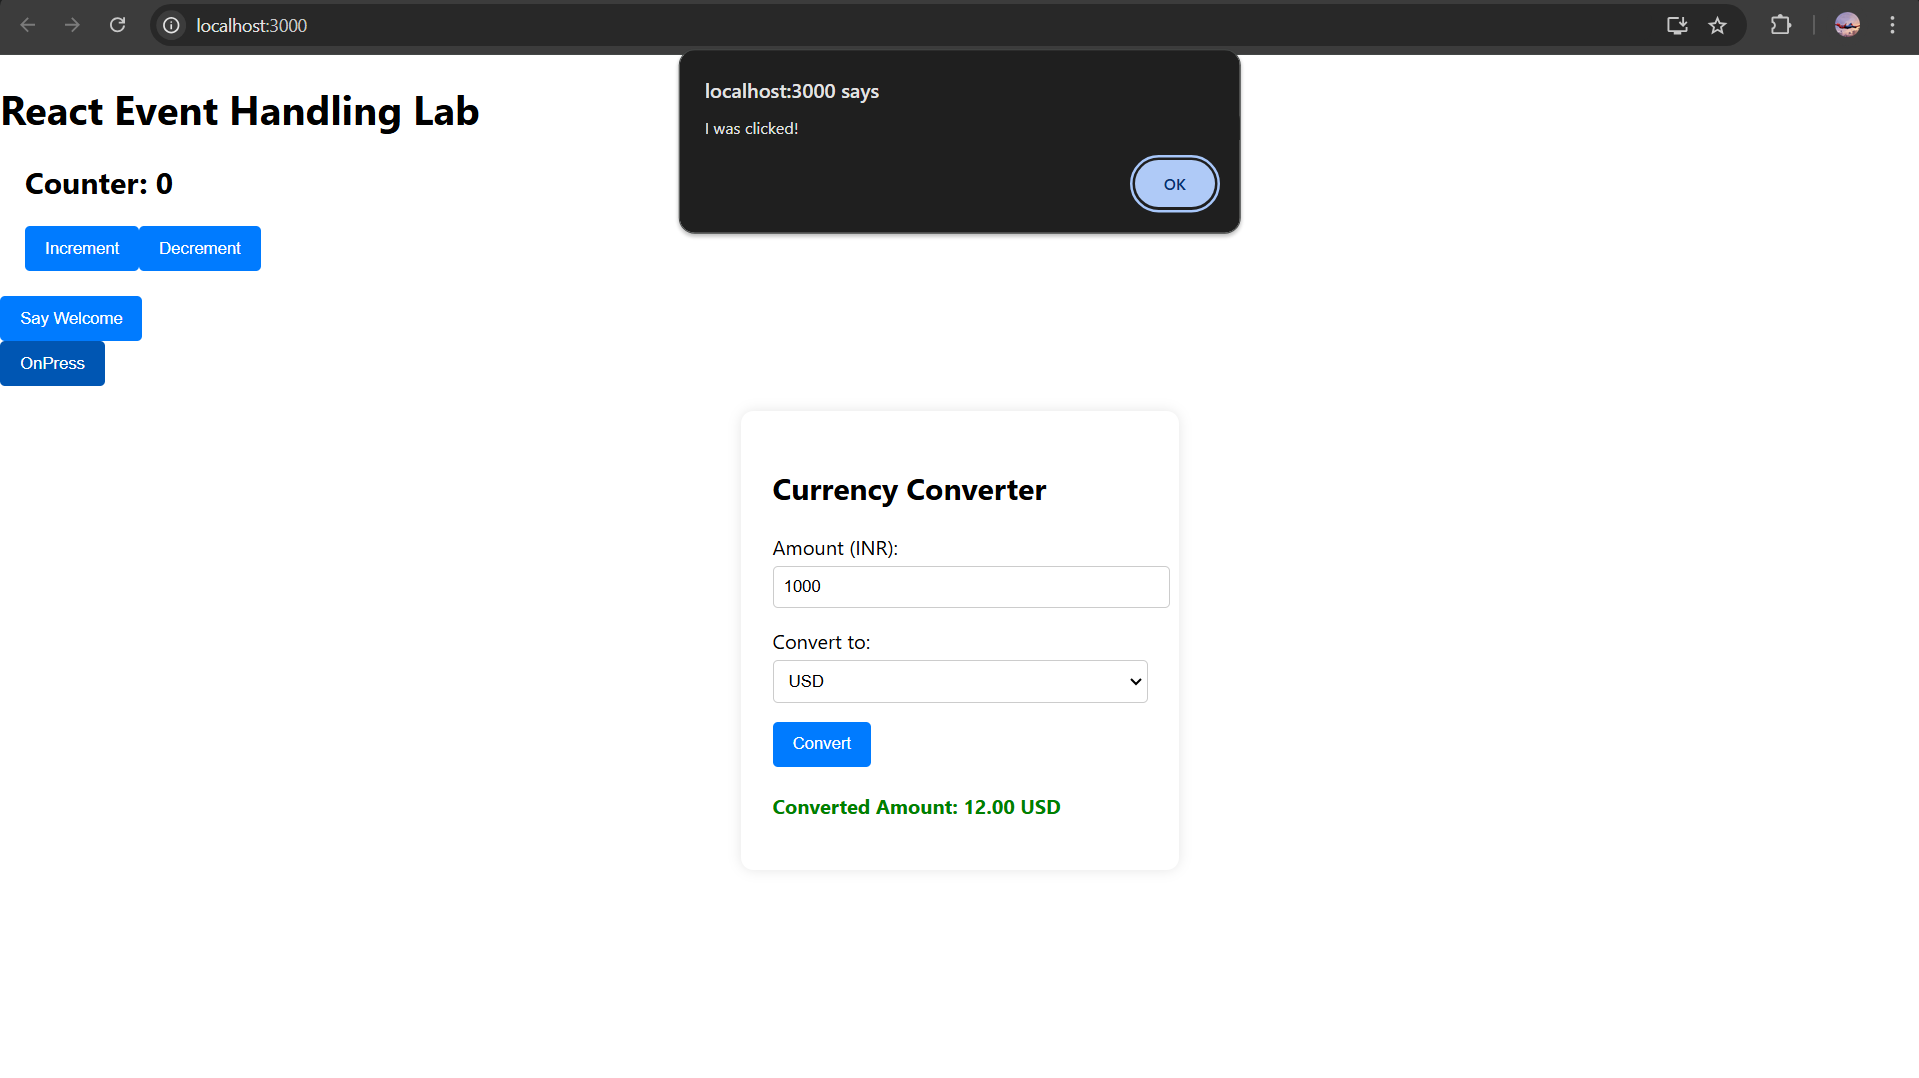 localhost:3000
localhost:3000 says
I was clicked!
OK
React Event Handling Lab
Counter: 0
Increment Decrement
Say Welcome
OnPress
Currency Converter
Amount (INR):
1000
Convert to:
USD
Convert
Converted Amount: 12.00 USD